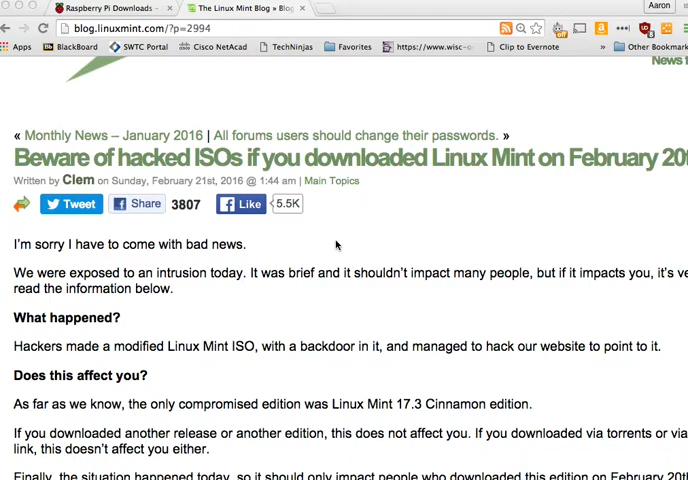 Raspberry Pi Downloads -
The Linux Mint Blog » Blog
Aaron
blog.linuxmint.com/?p=2994
Apps BlackBoard SWTC Portal Cisco NetAcad TechNinjas Favorites https://www.wisc-o Clip to Evernote » Other Bookmark
News
« Monthly News – January 2016 | All forums users should change their passwords. »
Beware of hacked ISOs if you downloaded Linux Mint on February 20t
Written by Clem on Sunday, February 21st, 2016 @ 1:44 am | Main Topics
Tweet Share 3807 Like 5.5K
I'm sorry I have to come with bad news.
We were exposed to an intrusion today. It was brief and it shouldn't impact many people, but if it impacts you, it's ve
read the information below.
What happened?
Hackers made a modified Linux Mint ISO, with a backdoor in it, and managed to hack our website to point to it.
Does this affect you?
As far as we know, the only compromised edition was Linux Mint 17.3 Cinnamon edition.
If you downloaded another release or another edition, this does not affect you. If you downloaded via torrents or via
link, this doesn't affect you either.
Finally, the situation happened today, so it should only impact people who downloaded this edition on February 20th